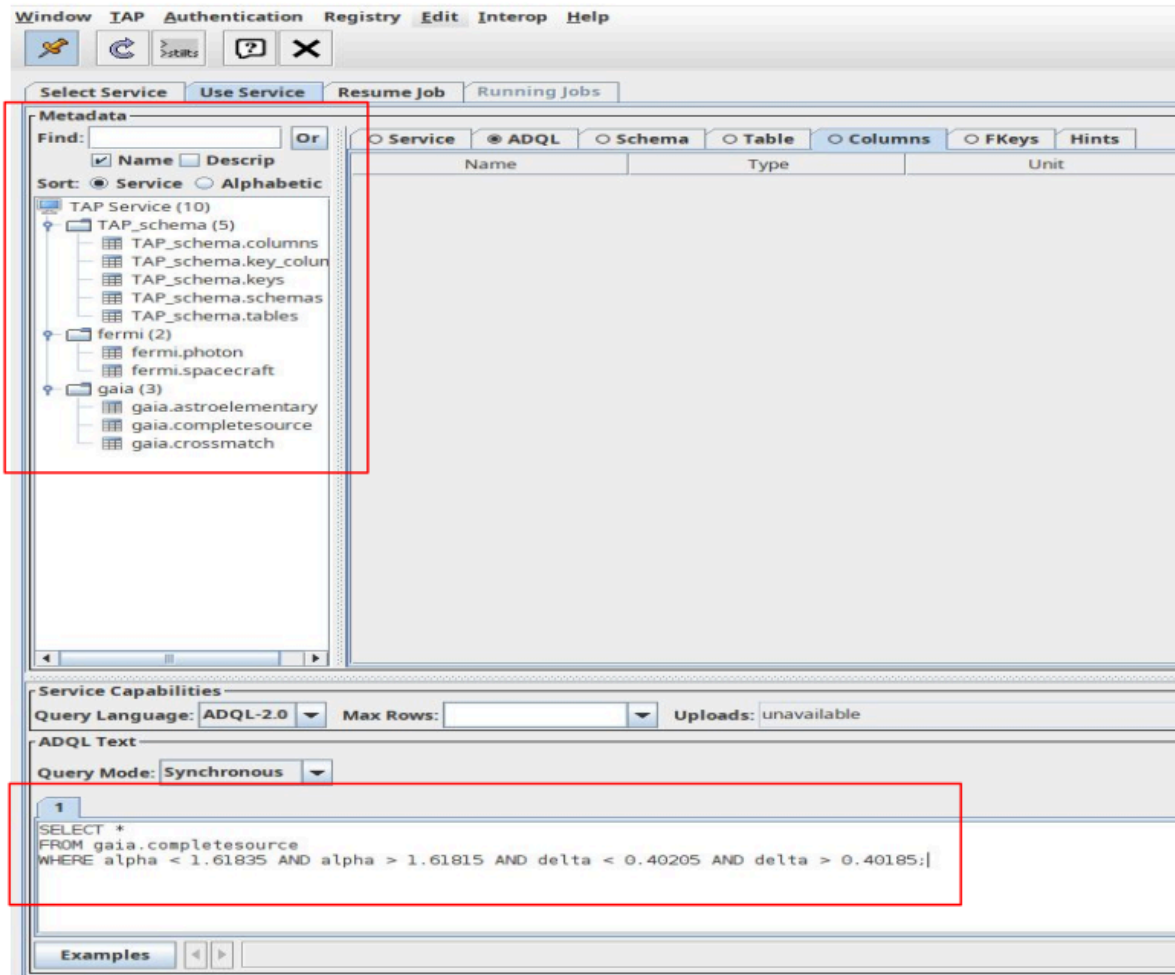 Window TAP Authentication Registry Edit Interop Help
>stilts
Select Service Use Service Resume Job Running Jobs
Metadata
Find: Or
Name Descrip
Sort: Service Alphabetic
TAP Service (10)
TAP_schema (5)
TAP_schema.columns
TAP_schema.key_colun
TAP_schema.keys
TAP_schema.schemas
TAP_schema.tables
fermi (2)
fermi.photon
fermi.spacecraft
gaia (3)
gaia.astroelementary
gaia.completesource
gaia.crossmatch
Service ADQL Schema Table Columns FKeys Hints
Name Type Unit
Service Capabilities
Query Language: ADQL-2.0 Max Rows: Uploads: unavailable
ADQL Text
Query Mode: Synchronous
1
SELECT *
FROM gaia.completesource
WHERE alpha < 1.61835 AND alpha > 1.61815 AND delta < 0.40205 AND delta > 0.40185;
Examples